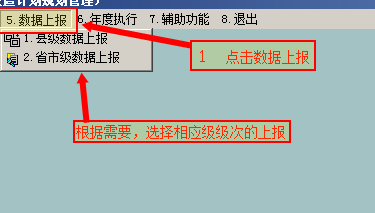 计划规划管理）
5.数据上报 6.年度执行 7.辅助功能 8.退出
1.县级数据上报
2.省市级数据上报
1 点击数据上报
根据需要，选择相应级级次的上报